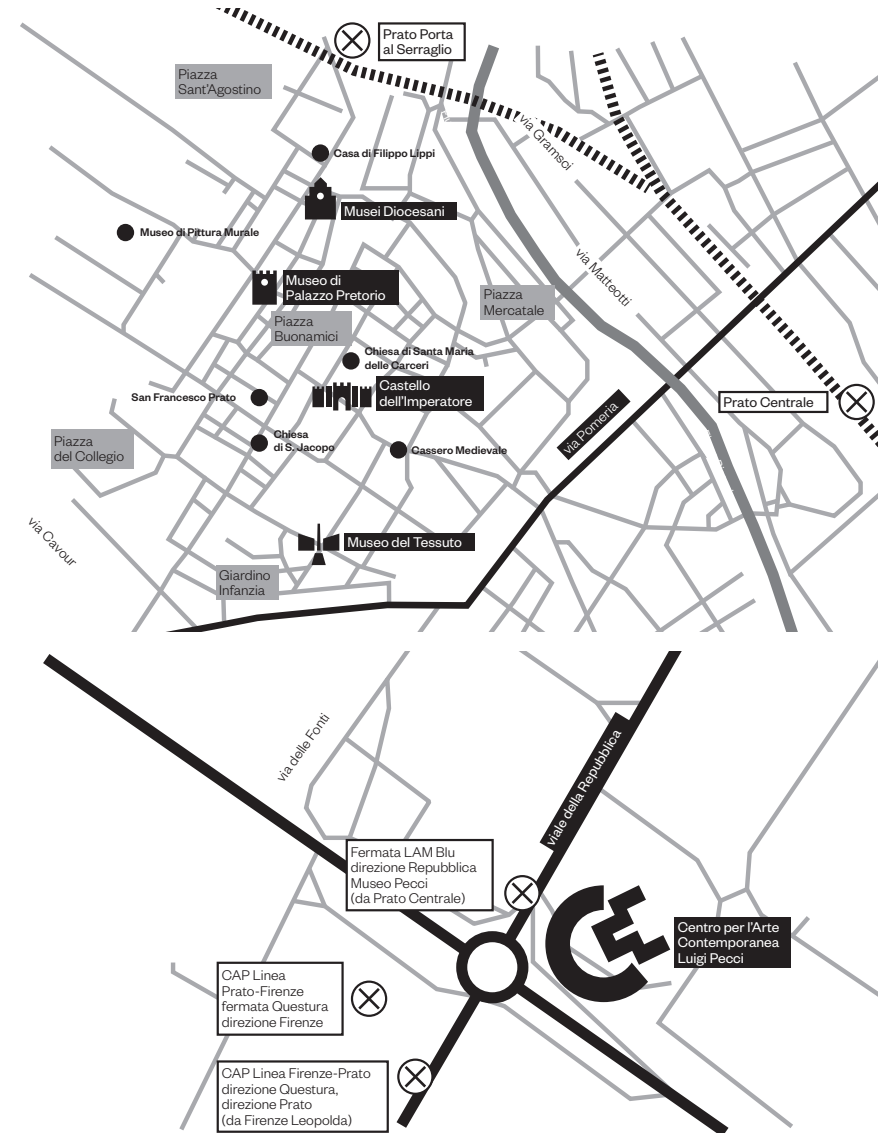 Prato Porta
al Serraglio
Piazza
Sant'Agostino
via Gramsci
Casa di Filippo Lippi
Musei Diocesani
Museo di Pittura Murale
via Matteotti
Museo di
Palazzo Pretorio
Piazza
Mercatale
Piazza
Buonamici
Chiesa di Santa Maria
delle Carceri
Castello
dell'Imperatore
San Francesco Prato
Prato Centrale
via Pomeria
Chiesa
di S. Jacopo
Piazza
del Collegio
Cassero Medievale
via Cavour
Museo del Tessuto
Giardino
Infanzia
via delle Fonti
viale della Repubblica
Fermata LAM Blu
direzione Repubblica
Museo Pecci
(da Prato Centrale)
Centro per l'Arte
Contemporanea
Luigi Pecci
CAP Linea
Prato-Firenze
fermata Questura
direzione Firenze
CAP Linea Firenze-Prato
direzione Questura,
direzione Prato
(da Firenze Leopolda)